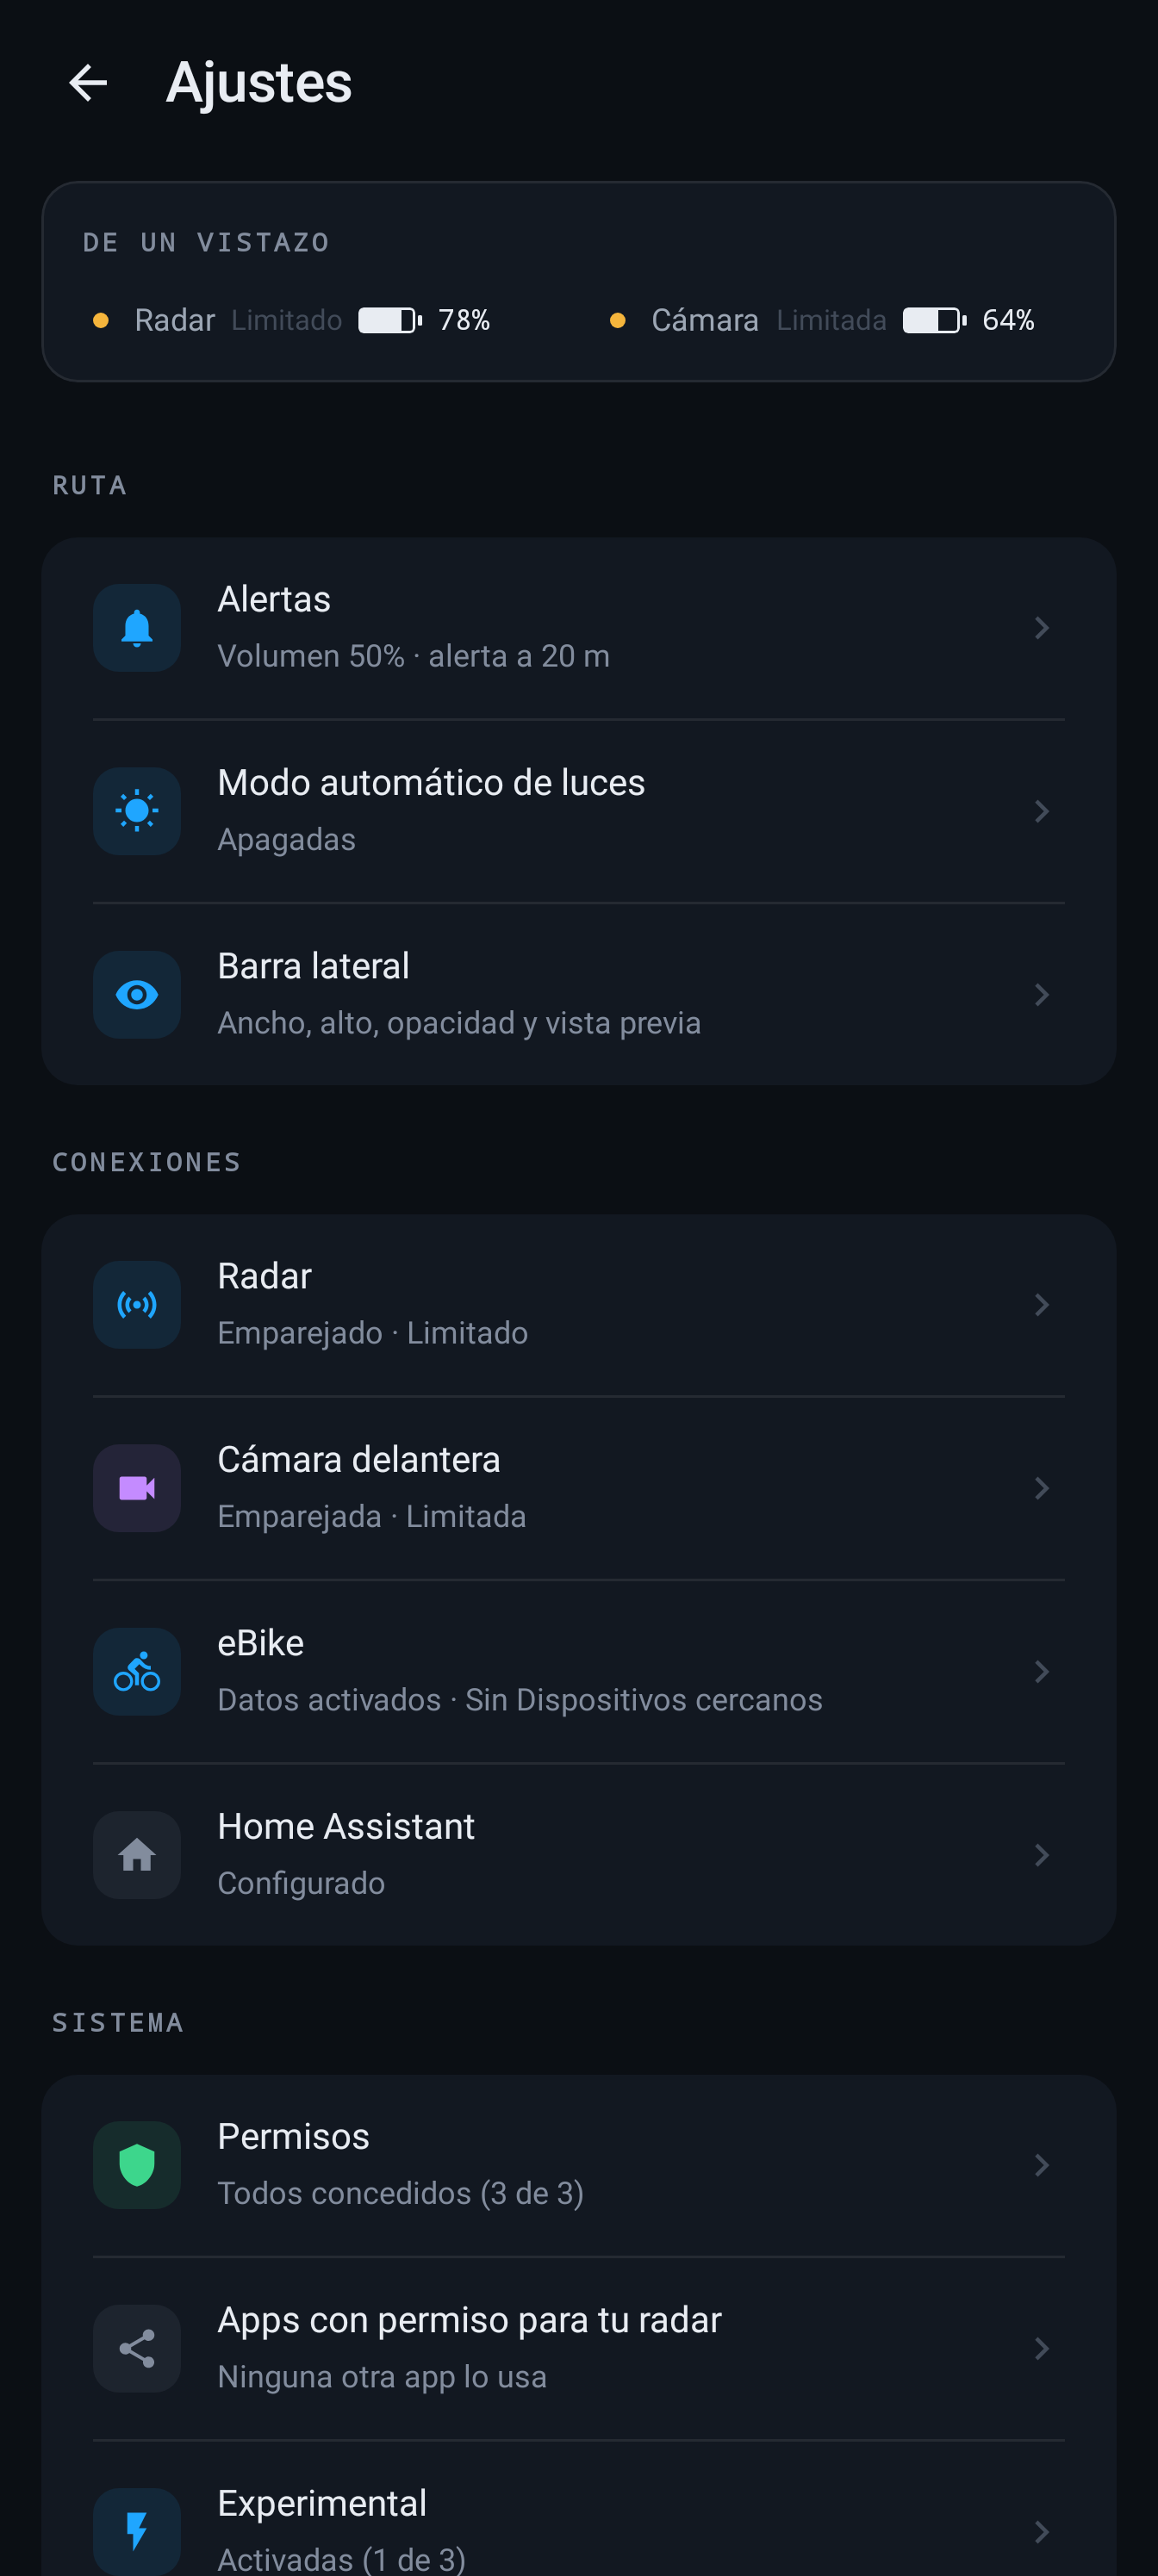 Ajustes
DE UN VISTAZO
Radar Limitado 78% Cámara Limitada 64%
RUTA
Alertas
Volumen 50% · alerta a 20 m
Modo automático de luces
Apagadas
Barra lateral
Ancho, alto, opacidad y vista previa
CONEXIONES
Radar
Emparejado · Limitado
Cámara delantera
Emparejada · Limitada
eBike
Datos activados · Sin Dispositivos cercanos
Home Assistant
Configurado
SISTEMA
Permisos
Todos concedidos (3 de 3)
Apps con permiso para tu radar
Ninguna otra app lo usa
Experimental
Activadas (1 de 3)